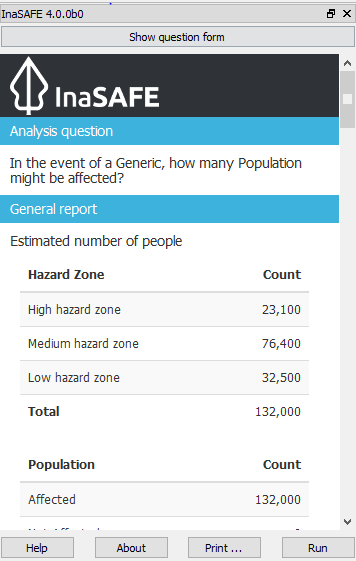 InaSAFE 4.0.0b0
Show question form
InaSAFE
Analysis question
In the event of a Generic, how many Population
might be affected?
General report
Estimated number of people
Hazard Zone Count
High hazard zone 23,100
Medium hazard zone 76,400
Low hazard zone 32,500
Total 132,000
Population Count
Affected 132,000
Help About Print ... Run